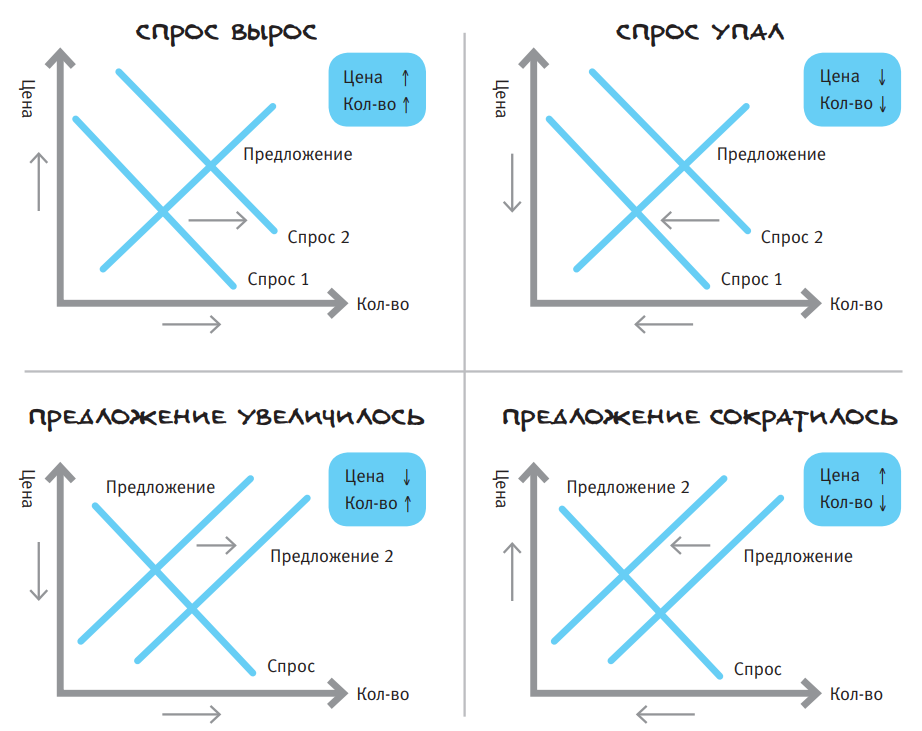 СПРОС ВЫРОС
Цена ↑
Кол-во ↑
Цена
Предложение
Спрос 2
Спрос 1
Кол-во
СПРОС УПАЛ
Цена ↓
Кол-во ↓
Цена
Предложение
Спрос 2
Спрос 1
Кол-во
ПРЕДЛОЖЕНИЕ УВЕЛИЧИЛОСЬ
Цена ↓
Кол-во ↑
Цена
Предложение
Предложение 2
Спрос
Кол-во
ПРЕДЛОЖЕНИЕ СОКРАТИЛОСЬ
Цена ↑
Кол-во ↓
Цена
Предложение 2
Предложение
Спрос
Кол-во